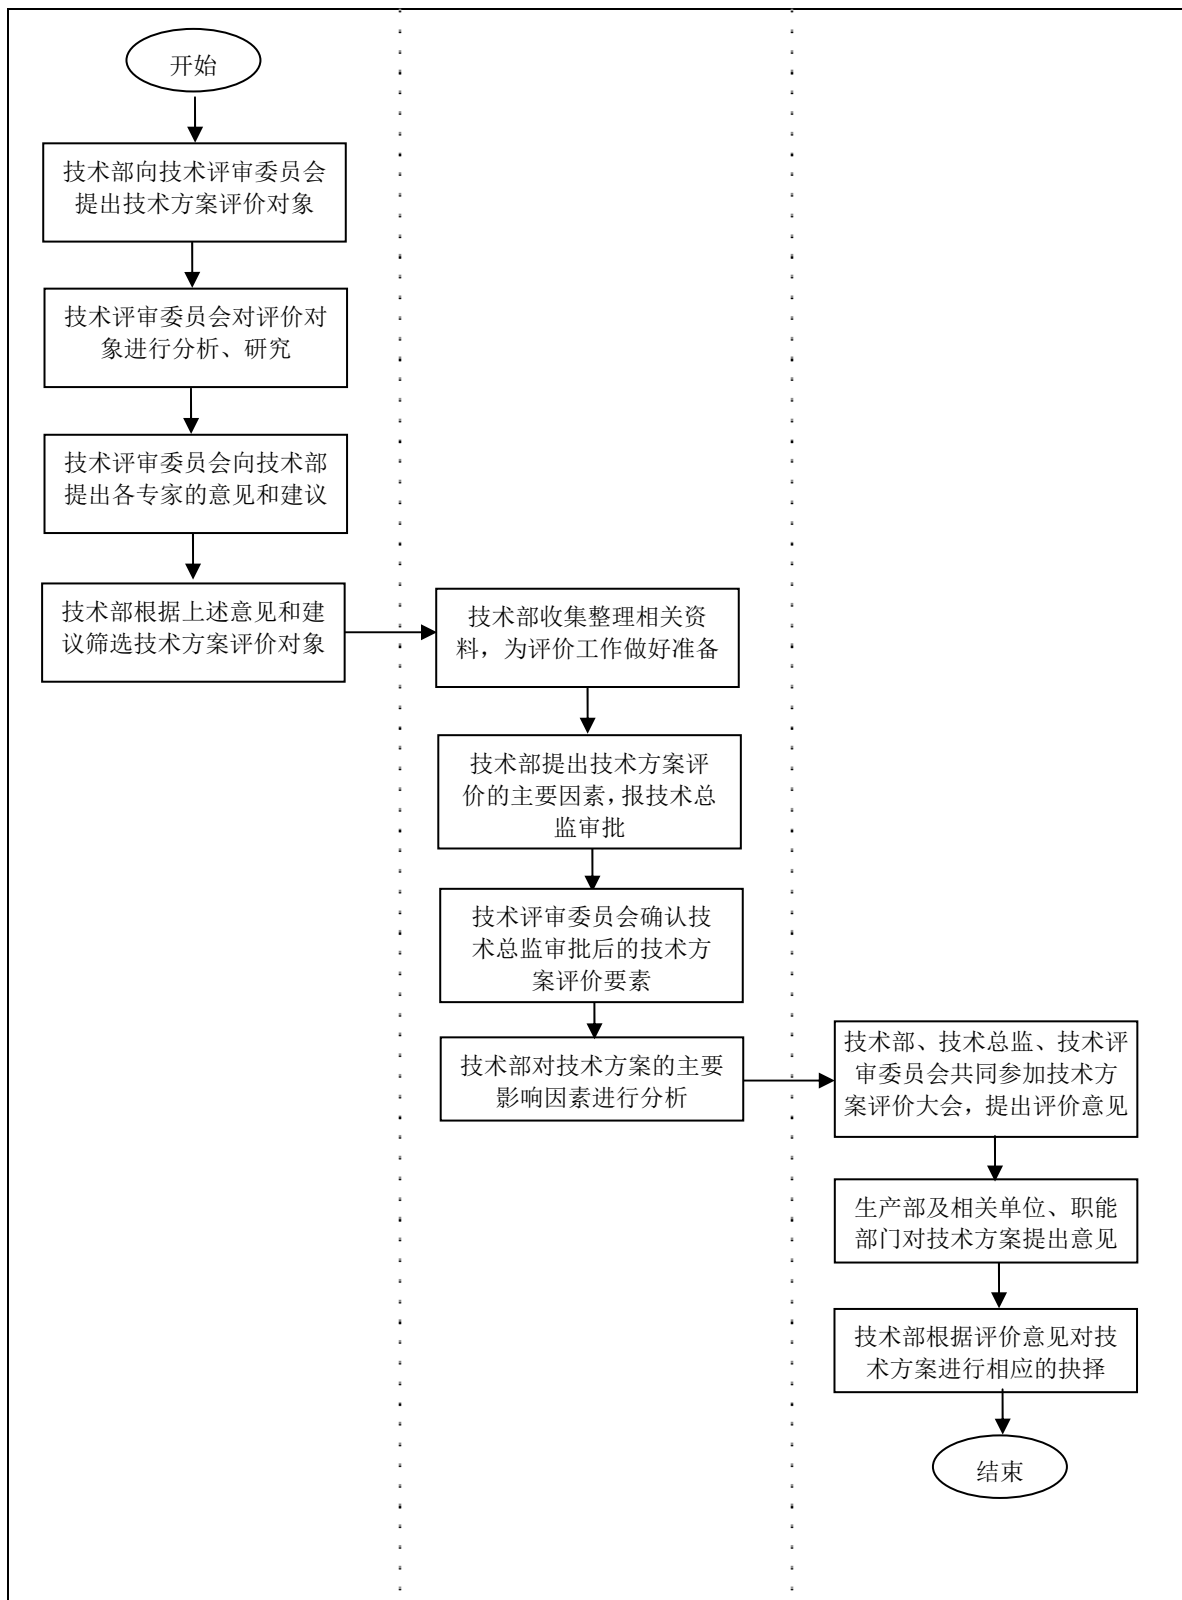 开始
技术部向技术评审委员会
提出技术方案评价对象
技术评审委员会对评价对
象进行分析、研究
技术评审委员会向技术部
提出各专家的意见和建议
技术部根据上述意见和建
议筛选技术方案评价对象
技术部收集整理相关资
料，为评价工作做好准备
技术部提出技术方案评
价的主要因素，报技术总
监审批
技术评审委员会确认技
术总监审批后的技术方
案评价要素
技术部对技术方案的主要
影响因素进行分析
技术部、技术总监、技术评
审委员会共同参加技术方
案评价大会，提出评价意见
生产部及相关单位、职能
部门对技术方案提出意见
技术部根据评价意见对技
术方案进行相应的抉择
结束